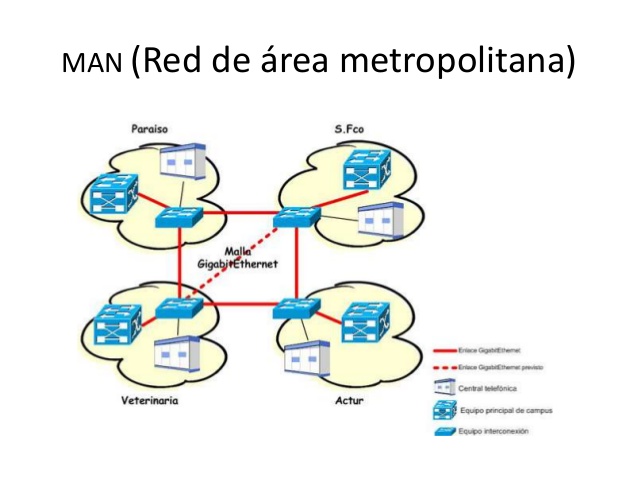 MAN (Red de área metropolitana)
Paraiso
S.Fco
Malla
GigabitEthernet
Veterinaria
Actur
Enlace GigabitEthernet
Enlace GigabitEthernet previsto
Central telefónica
Equipo principal de campus
Equipo interconexión